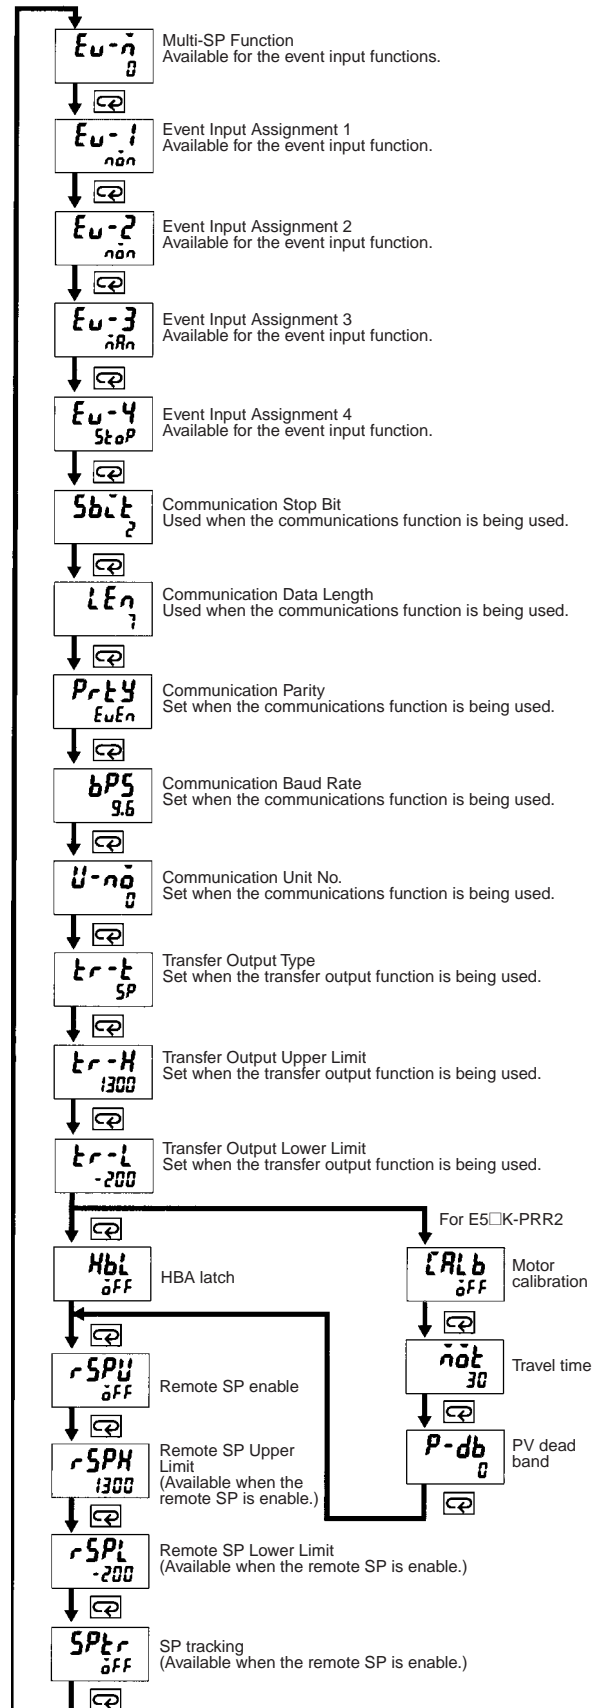 Eu-m
0
Multi-SP Function
Available for the event input functions.
Eu-1
non
Event Input Assignment 1
Available for the event input function.
Eu-2
non
Event Input Assignment 2
Available for the event input function.
Eu-3
mAn
Event Input Assignment 3
Available for the event input function.
Eu-4
StoP
Event Input Assignment 4
Available for the event input function.
Sbit
2
Communication Stop Bit
Used when the communications function is being used.
LEn
7
Communication Data Length
Used when the communications function is being used.
PrtY
EuEn
Communication Parity
Set when the communications function is being used.
bPS
9.6
Communication Baud Rate
Set when the communications function is being used.
U-no
0
Communication Unit No.
Set when the communications function is being used.
tr-t
SP
Transfer Output Type
Set when the transfer output function is being used.
tr-H
1300
Transfer Output Upper Limit
Set when the transfer output function is being used.
tr-L
-200
Transfer Output Lower Limit
Set when the transfer output function is being used.
For E5□K-PRR2
HbL
oFF
HBA latch
CALb
oFF
Motor
calibration
mot
30
Travel time
P-db
0
PV dead
band
rSPU
oFF
Remote SP enable
rSPH
1300
Remote SP Upper
Limit
(Available when the
remote SP is enable.)
rSPL
-200
Remote SP Lower Limit
(Available when the remote SP is enable.)
SPtr
oFF
SP tracking
(Available when the remote SP is enable.)